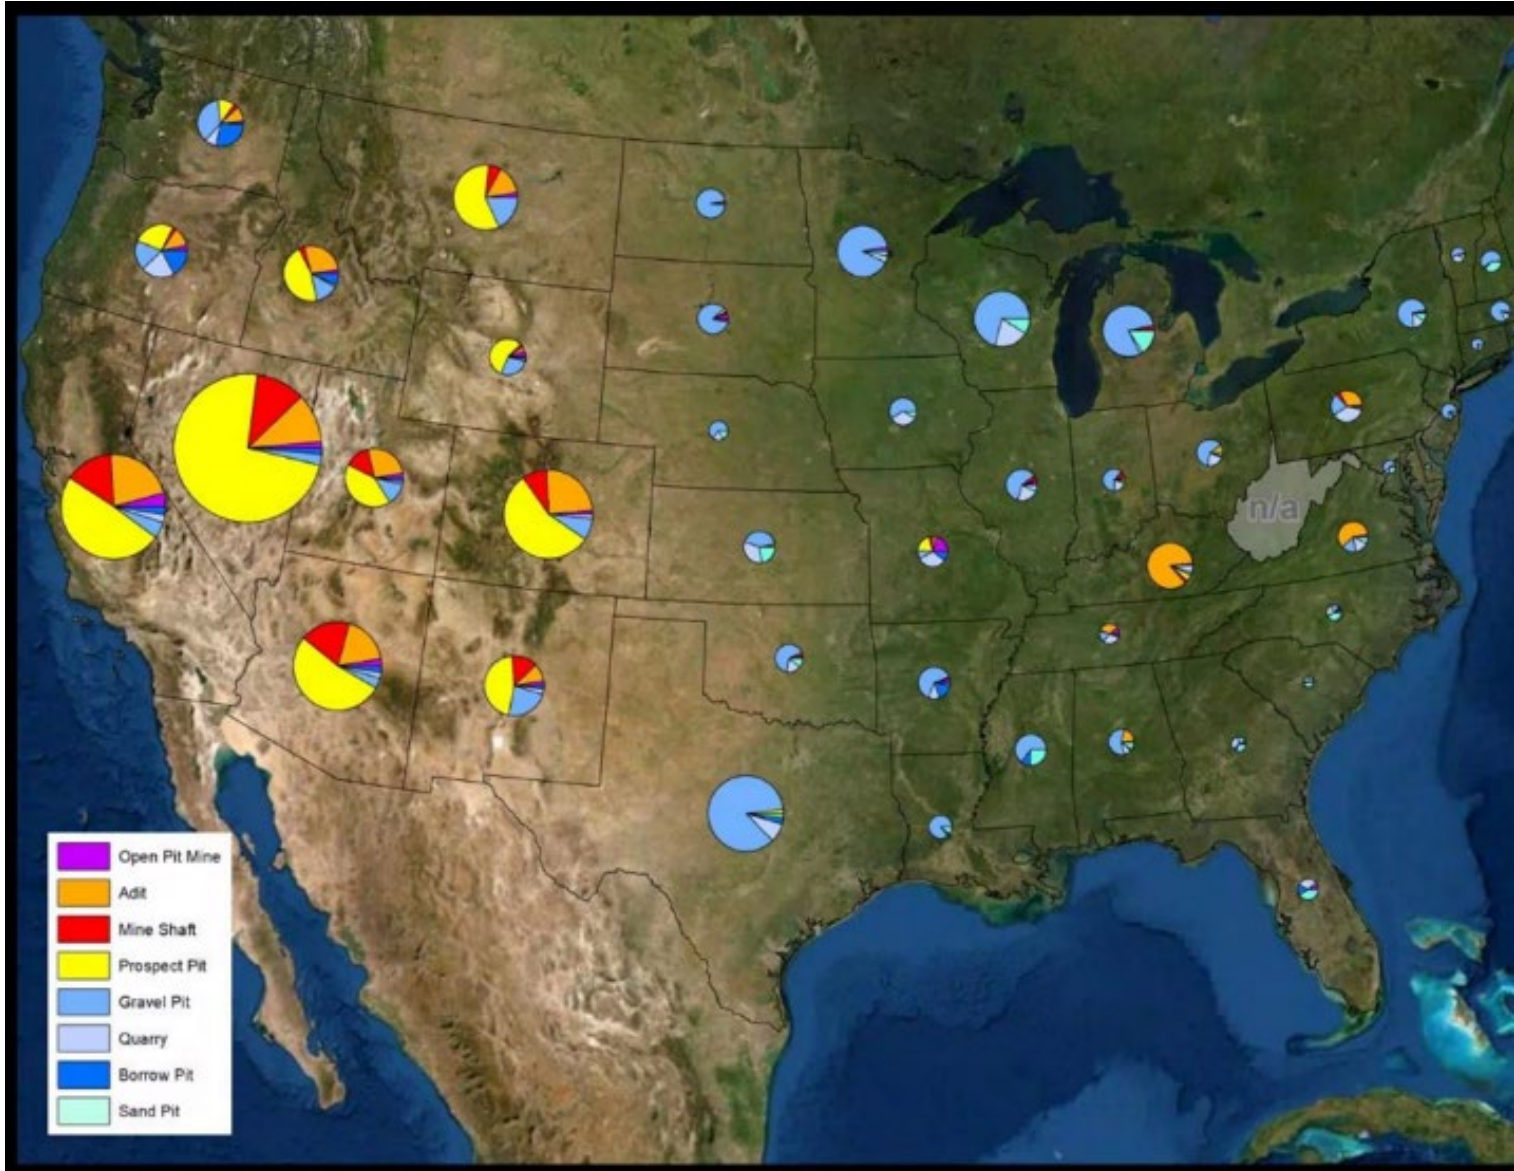 n/a
Open Pit Mine
Adit
Mine Shaft
Prospect Pit
Gravel Pit
Quarry
Borrow Pit
Sand Pit